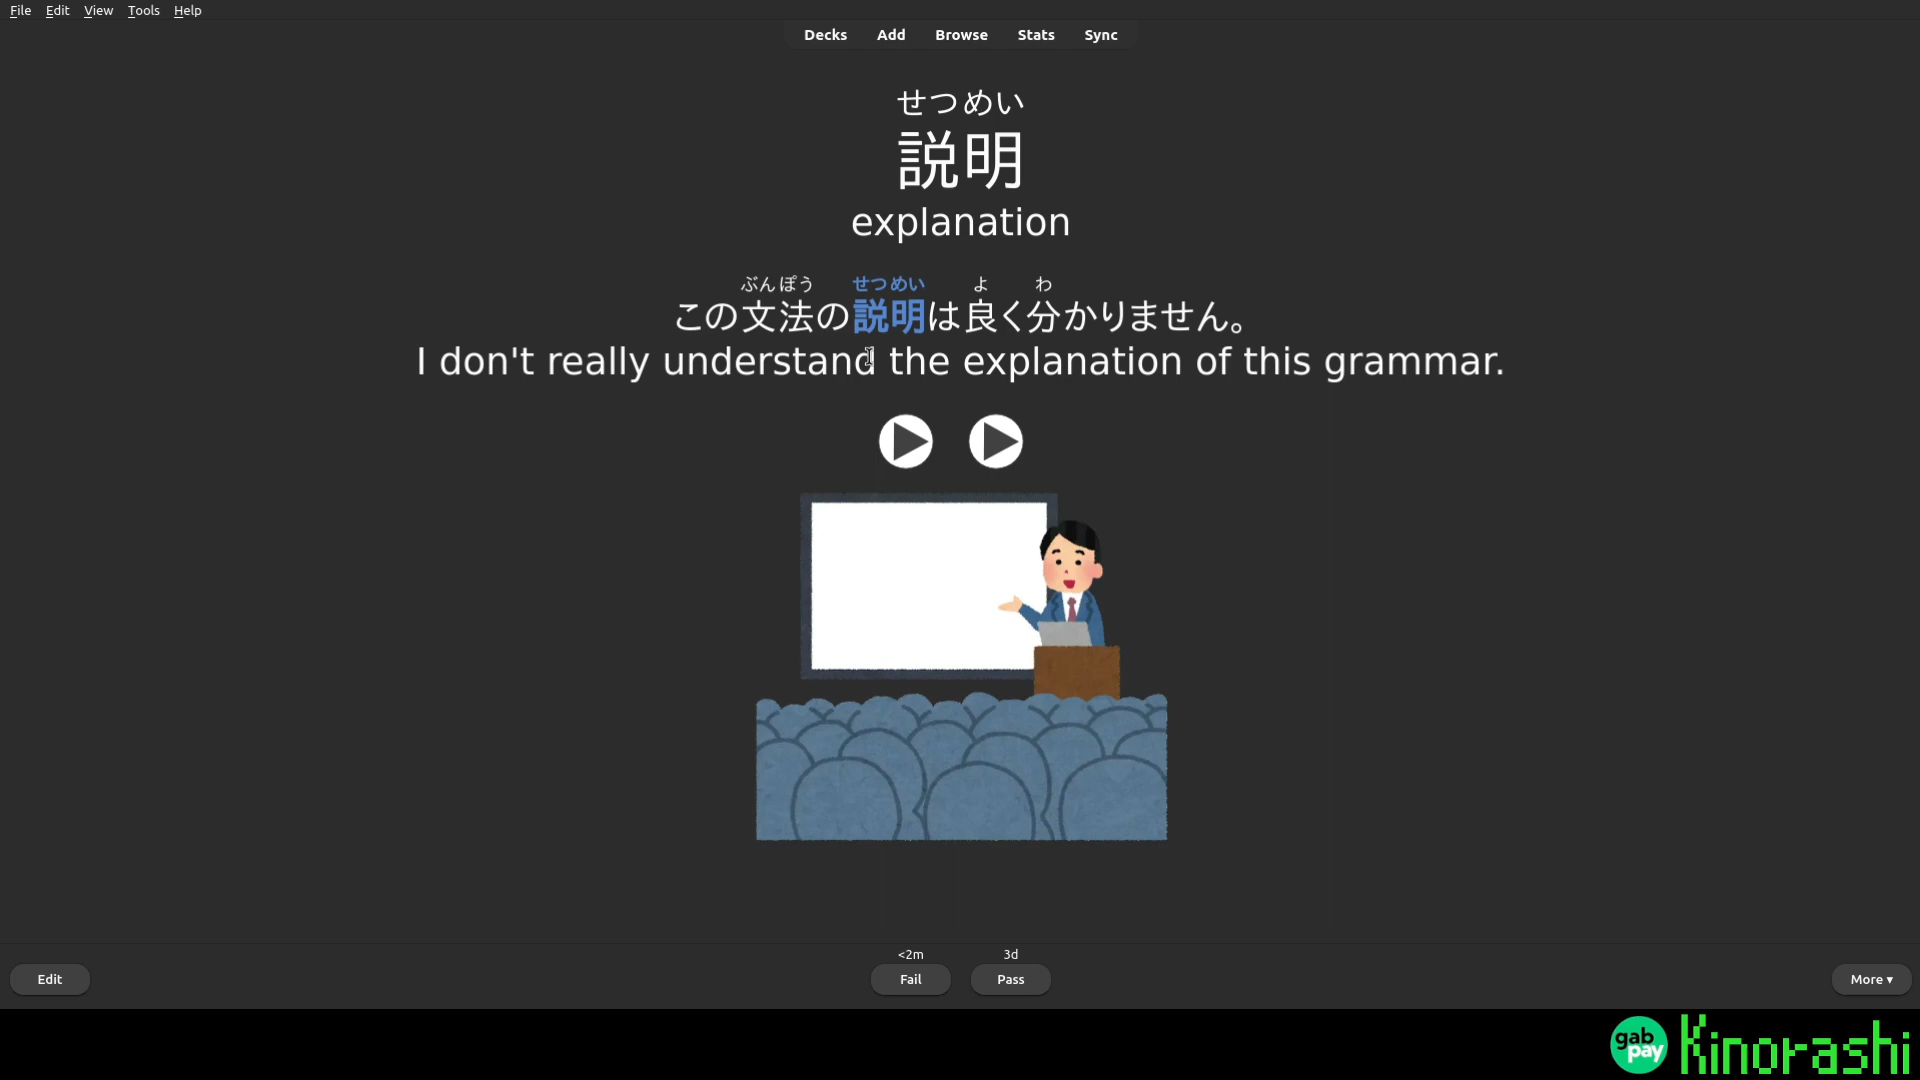 File Edit View Tools Help
Decks Add Browse Stats Sync
せつめい
説明
explanation
ぶんぽう せつめい よ わ
この文法の説明は良く分かりません。
I don't really understand the explanation of this grammar.
<2m 3d
Edit Fail Pass More ▾
gab pay Kinorashi